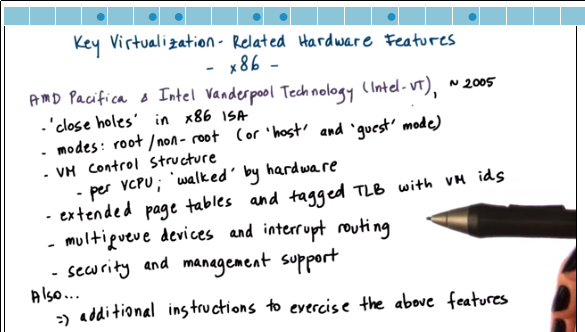 Key Virtualization - Related Hardware Features
- x86 -
AMD Pacifica & Intel Vanderpool Technology (Intel-VT), ~ 2005
- 'close holes' in x86 ISA
- modes: root/non-root (or 'host' and 'guest' mode)
- VM Control Structure
- per VCPU; 'walked' by hardware
- extended page tables and tagged TLB with VM ids
- multiqueue devices and interrupt routing
- security and management support
Also...
=) additional instructions to exercise the above features